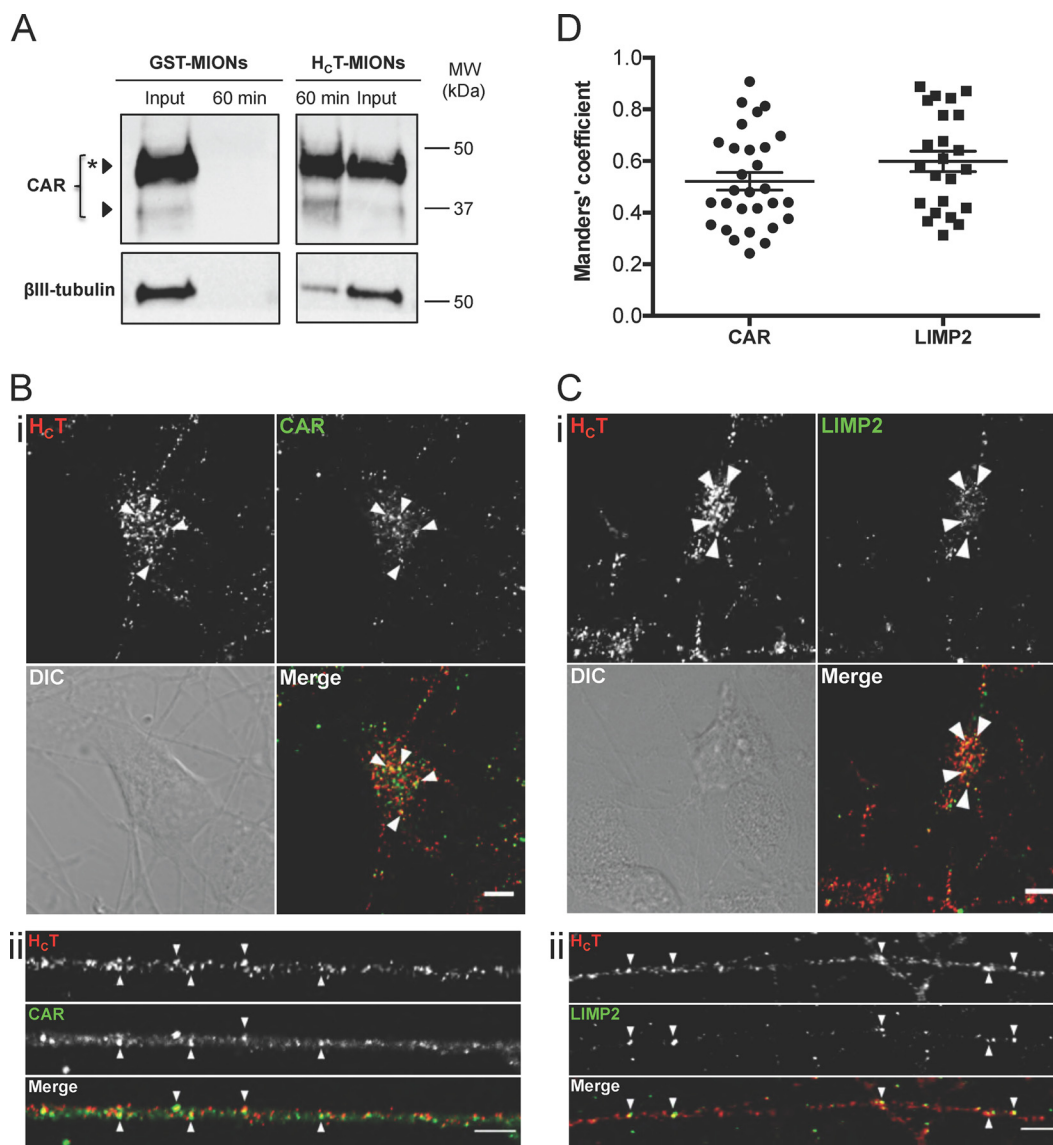 A
GST-MIONs HCT-MIONs MW (kDa)
Input 60 min 60 min Input
50
*
CAR
37
βIII-tubulin
50
D
Manders' coefficient
1.0
0.8
0.6
0.4
0.2
0.0
CAR LIMP2
B
i
HCT CAR
DIC Merge
ii
HCT
CAR
Merge
C
i
HCT LIMP2
DIC Merge
ii
HCT
LIMP2
Merge